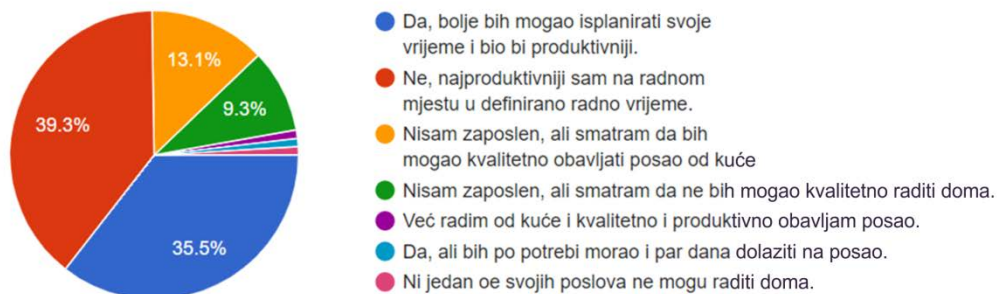 13.1%
9.3%
39.3%
35.5%
Da, bolje bih mogao isplanirati svoje
vrijeme i bio bi produktivniji.
Ne, najproduktivniji sam na radnom
mjestu u definirano radno vrijeme.
Nisam zaposlen, ali smatram da bih
mogao kvalitetno obavljati posao od kuće
Nisam zaposlen, ali smatram da ne bih mogao kvalitetno raditi doma.
Već radim od kuće i kvalitetno i produktivno obavljam posao.
Da, ali bih po potrebi morao i par dana dolaziti na posao.
Ni jedan oe svojih poslova ne mogu raditi doma.